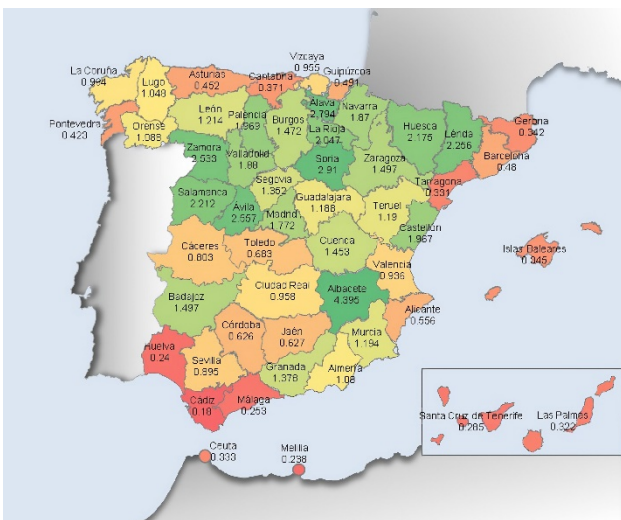 Vizcaya
0.955
La Coruña
0.994
Lugo
1.048
Asturias
0.452
Cantabria
0.371
Guipúzcoa
0.491
Pontevedra
0.423
Orense
1.088
León
1.214
Palencia
1.963
Burgos
1.472
Álava
2.794
La Rioja
2.047
Navarra
1.87
Huesca
2.175
Lérida
2.256
Gerona
0.342
Barcelona
0.48
Zamora
2.533
Valladolid
1.88
Soria
2.91
Zaragoza
1.497
Tarragona
0.331
Salamanca
2.212
Ávila
2.557
Segovia
1.352
Madrid
1.772
Guadalajara
1.188
Teruel
1.19
Castellón
1.967
Cáceres
0.803
Toledo
0.683
Cuenca
1.453
Valencia
0.936
Islas Baleares
0.345
Badajoz
1.497
Ciudad Real
0.958
Albacete
4.395
Alicante
0.556
Huelva
0.24
Sevilla
0.895
Córdoba
0.626
Jaén
0.627
Murcia
1.194
Granada
1.378
Almería
1.08
Cádiz
0.18
Málaga
0.253
Ceuta
0.333
Melilla
0.238
Santa Cruz de Tenerife
0.285
Las Palmas
0.322